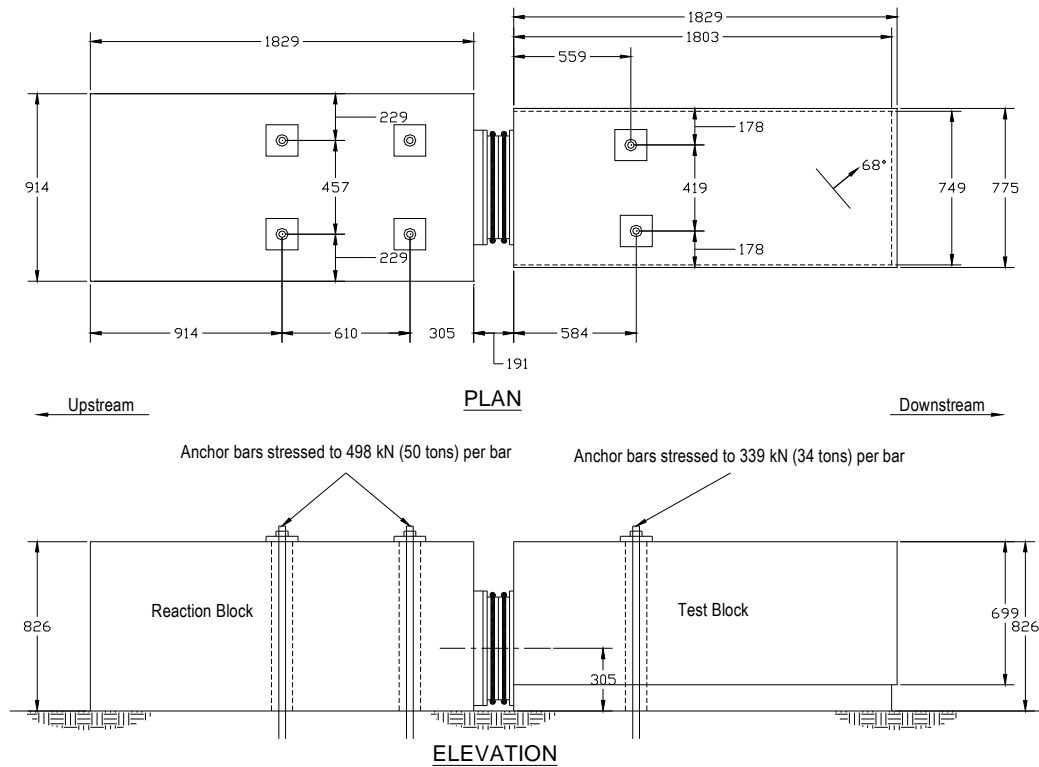 1829
1829
1803
559
229
178
914
457
419
68°
749
775
229
178
914
610
305
584
191
PLAN
Upstream
Downstream
Anchor bars stressed to 498 kN (50 tons) per bar
Anchor bars stressed to 339 kN (34 tons) per bar
Reaction Block
Test Block
826
699
826
305
ELEVATION